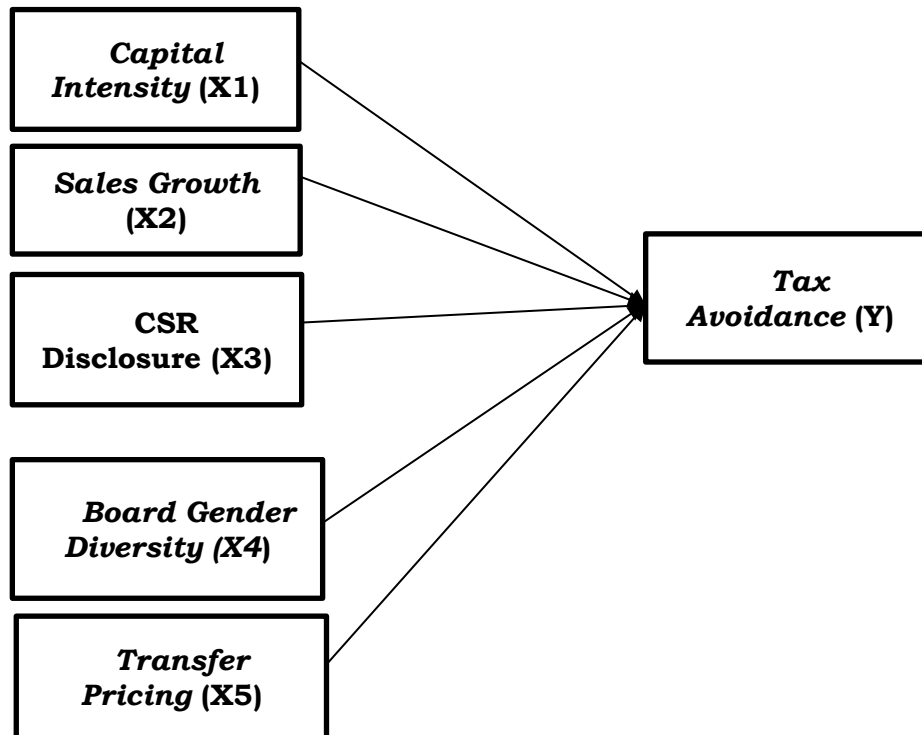 Capital
Intensity (X1)
Sales Growth
(X2)
CSR
Disclosure (X3)
Board Gender
Diversity (X4)
Transfer
Pricing (X5)
Tax
Avoidance (Y)